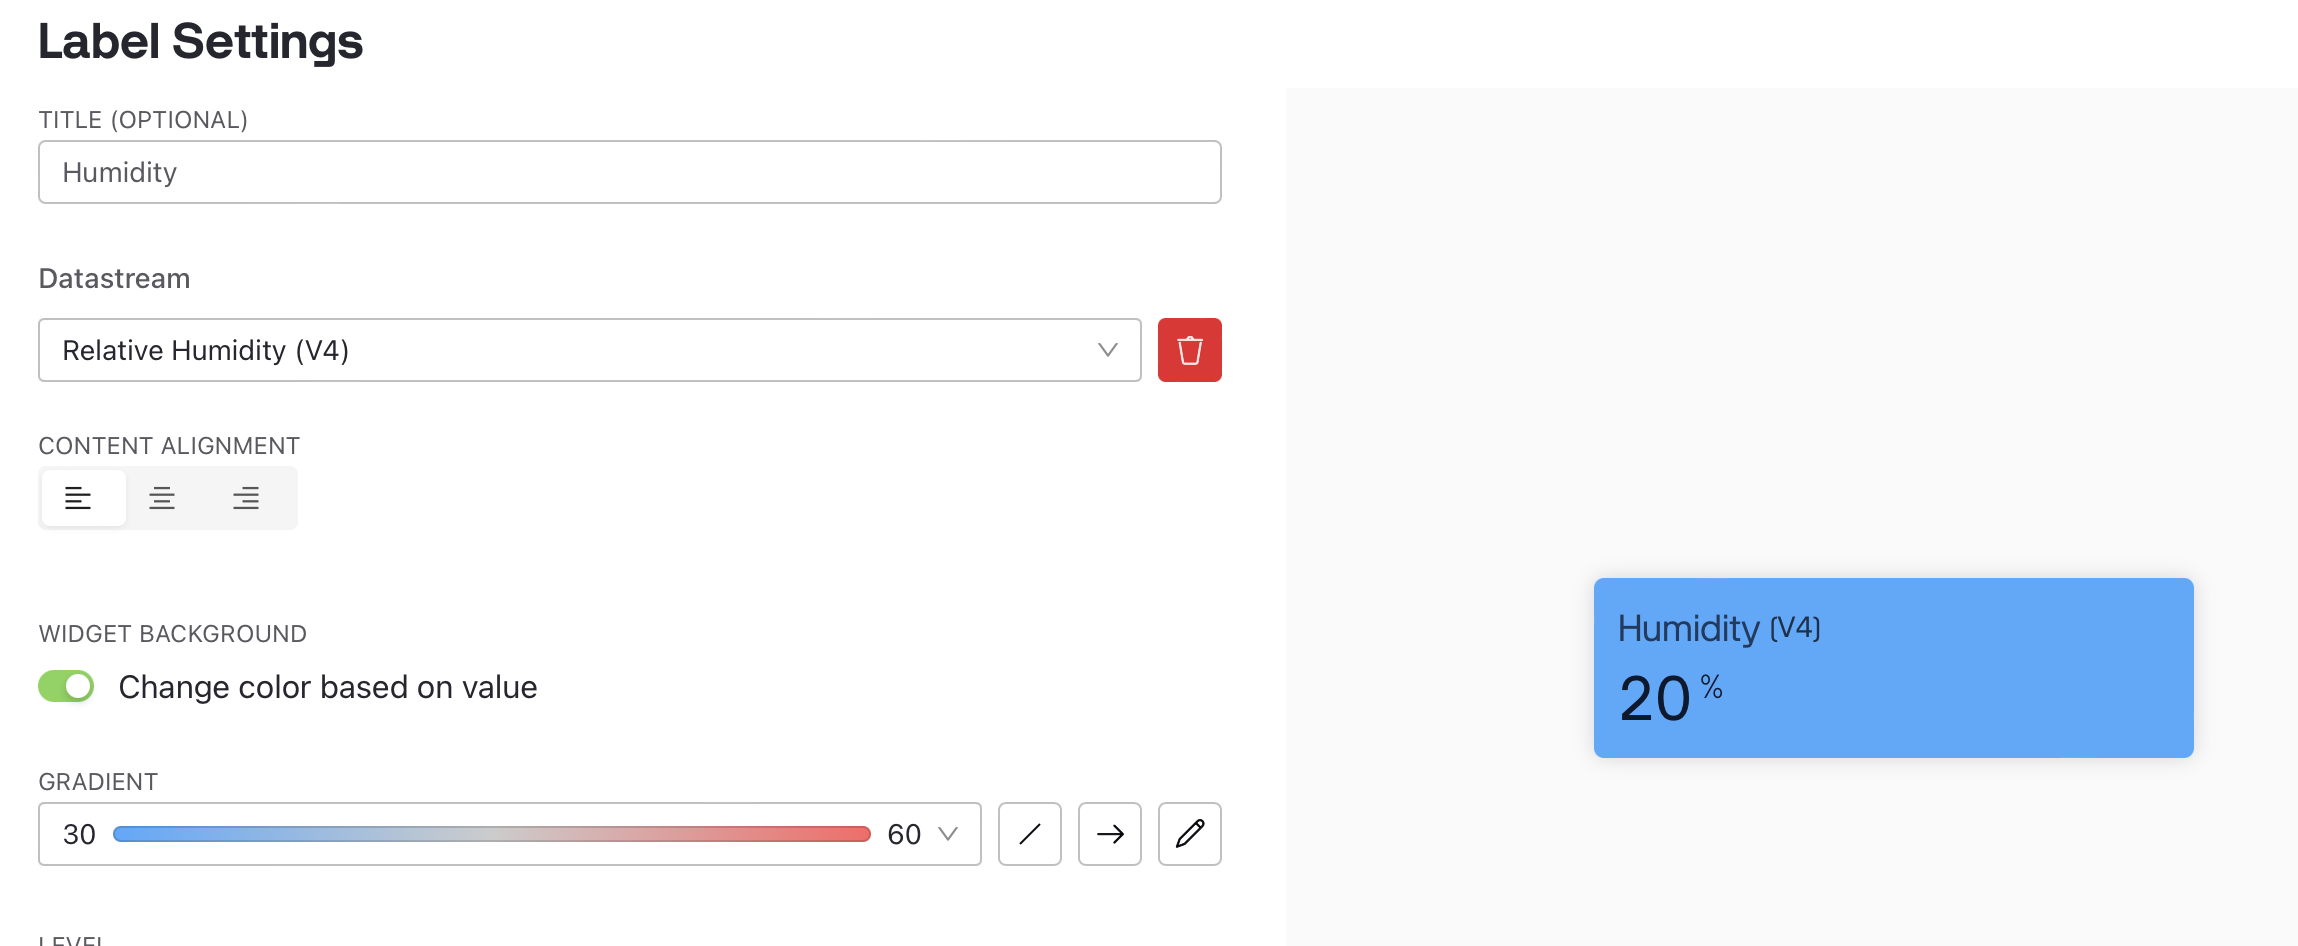 Label Settings
TITLE (OPTIONAL)
Humidity
Datastream
Relative Humidity (V4)
CONTENT ALIGNMENT
WIDGET BACKGROUND
Change color based on value
GRADIENT
30 60
LEVEL
Humidity (V4)
20 %